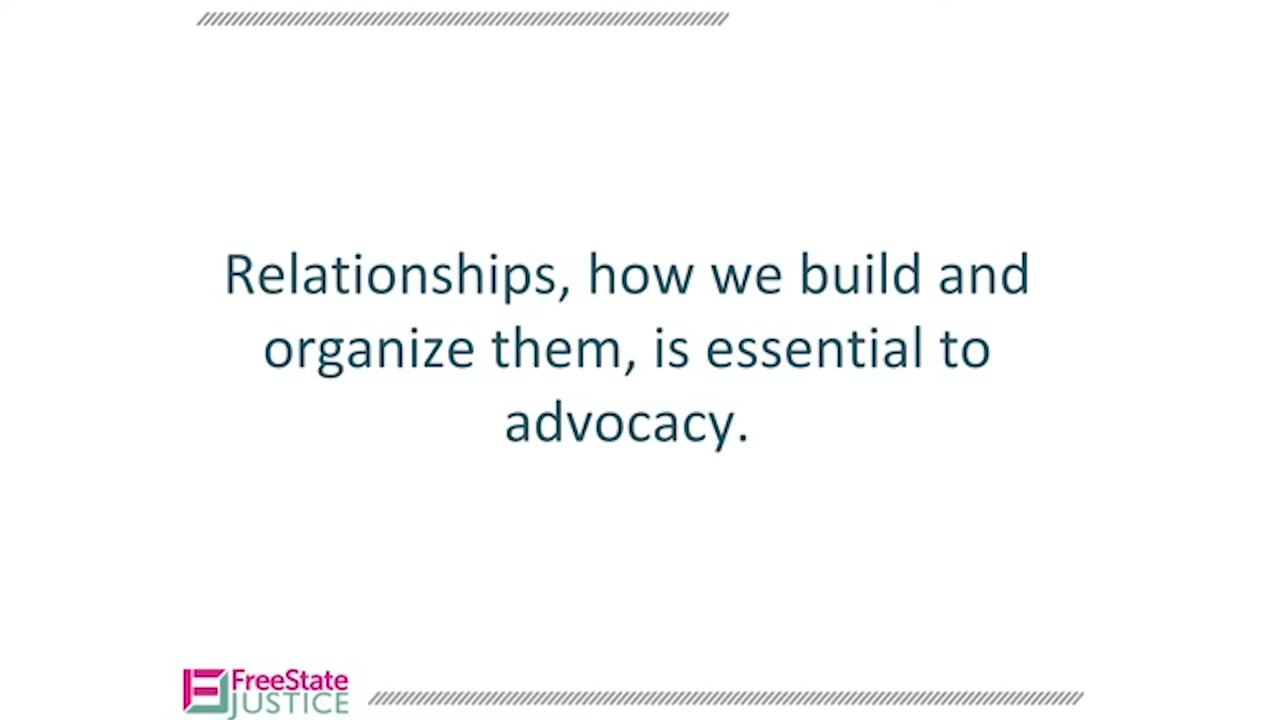 Relationships, how we build and
organize them, is essential to
advocacy.
FreeState
JUSTICE